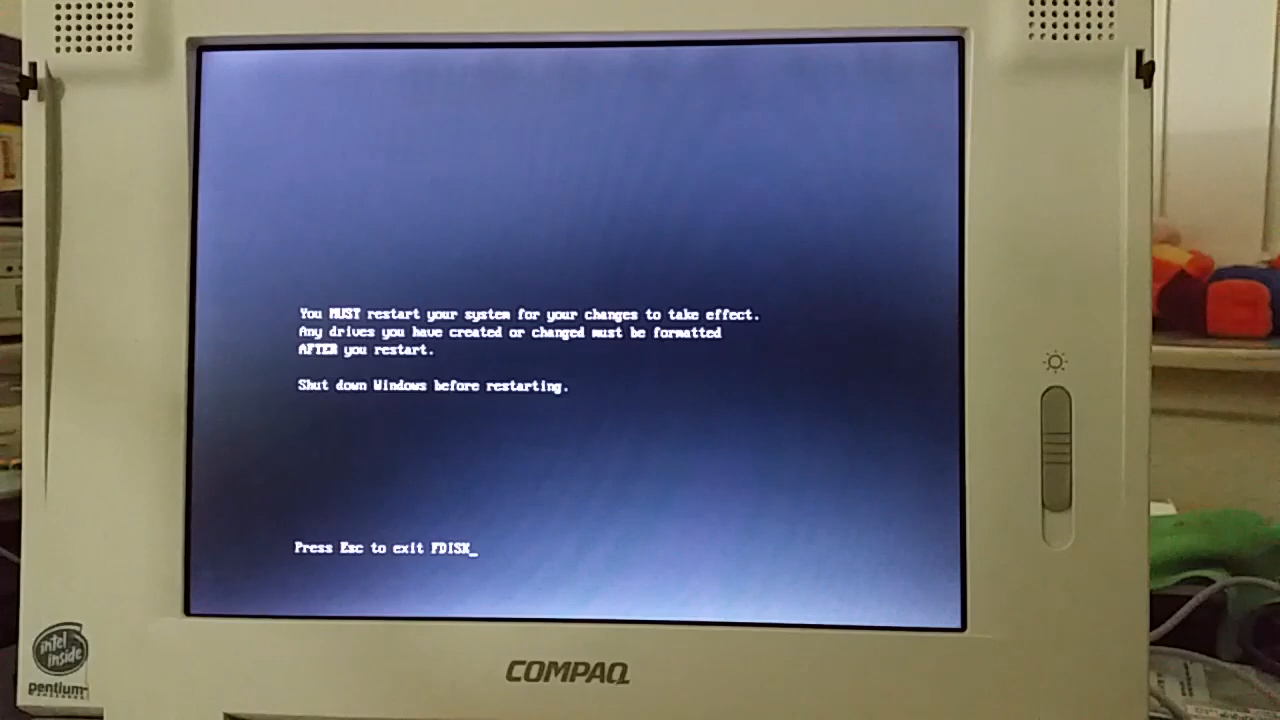 You MUST restart your system for your changes to take effect.
Any drives you have created or changed must be formatted
AFTER you restart.
Shut down Windows before restarting.
Press Esc to exit FDISK_
intel
inside
pentium
COMPAQ